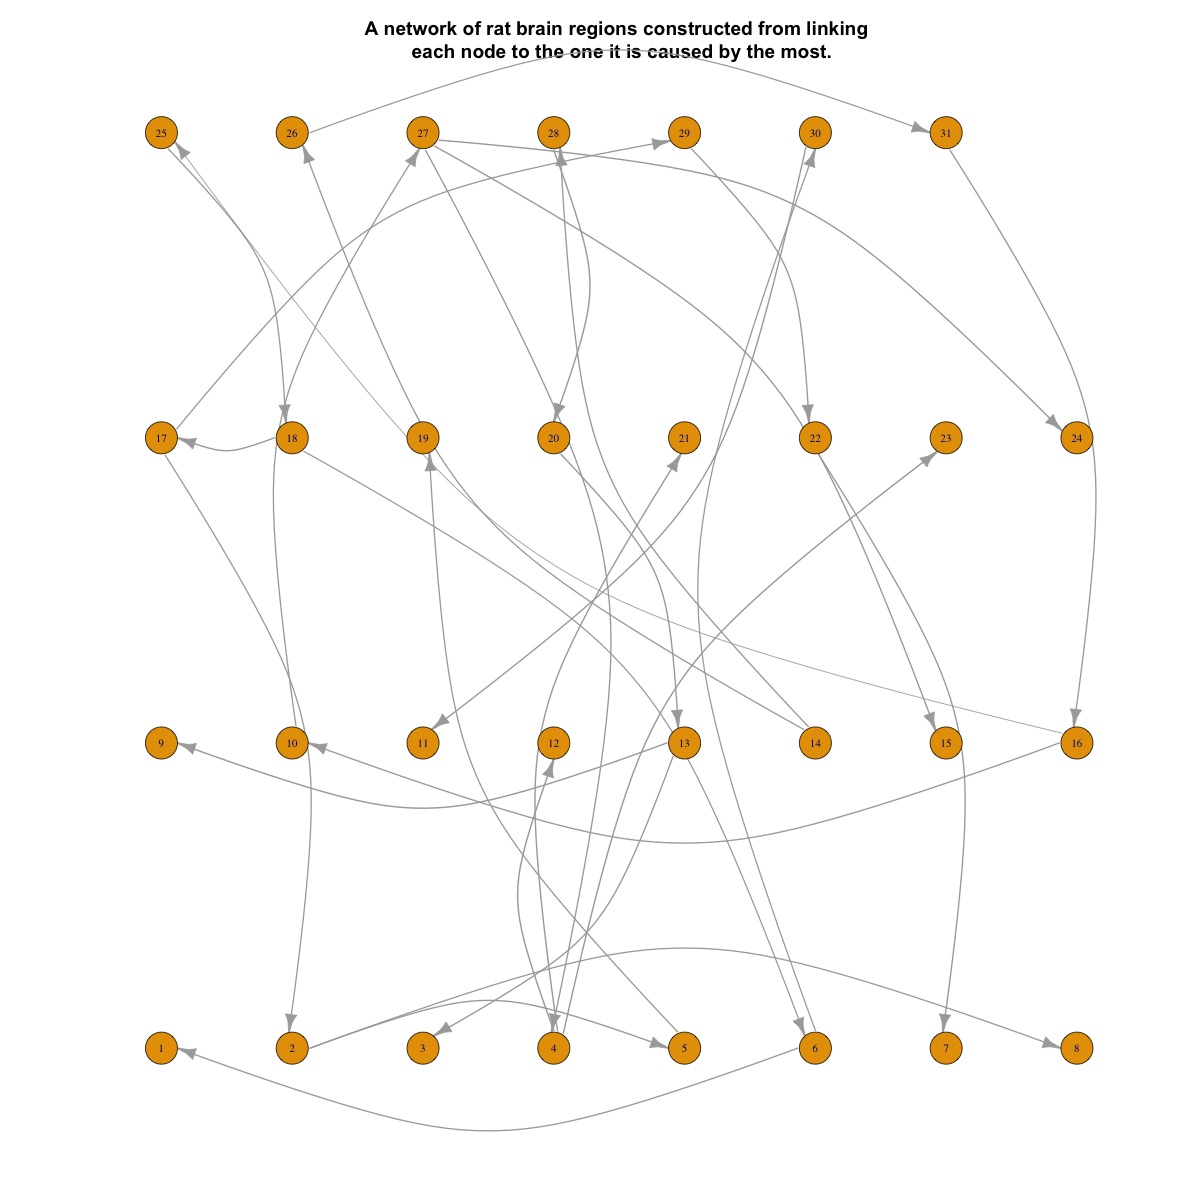 A network of rat brain regions constructed from linking
each node to the one it is caused by the most.
25 26 27 28 29 30 31
17 18 19 20 21 22 23 24
9 10 11 12 13 14 15 16
1 2 3 4 5 6 7 8